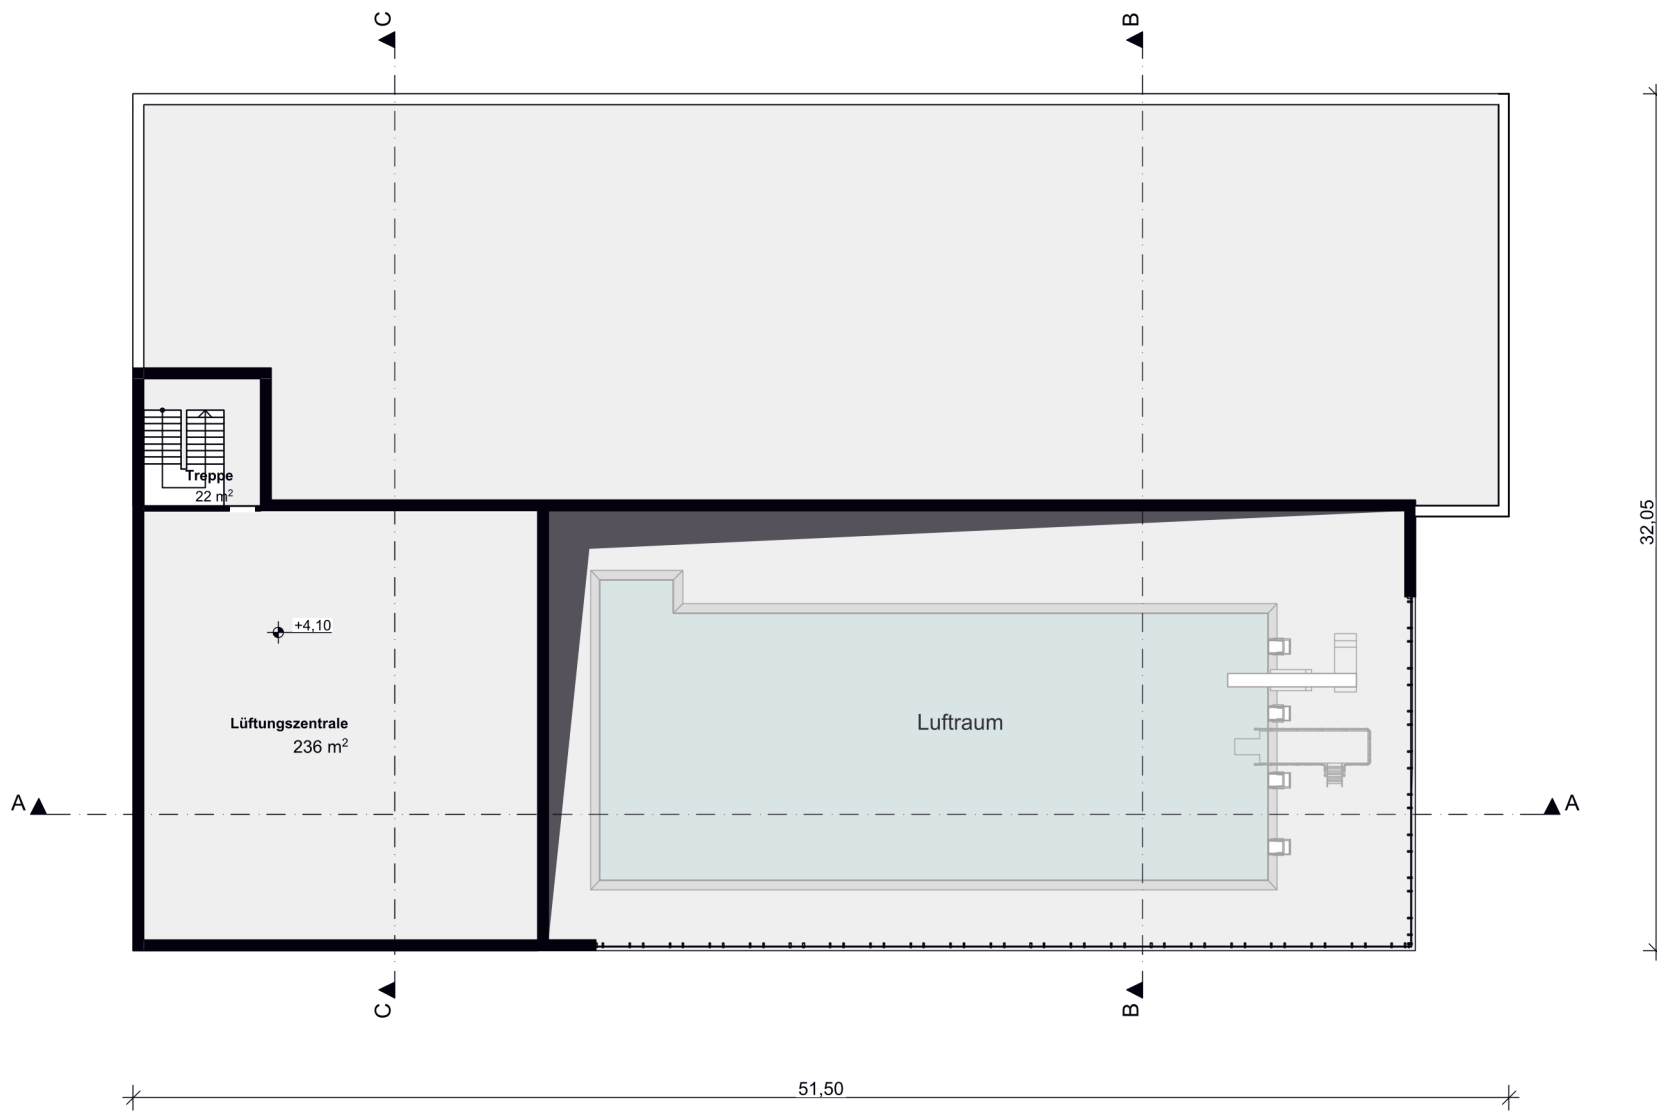 C
B
Treppe
22 m²
32,05
+4,10
Lüftungszentrale
236 m²
Luftraum
A
A
C
B
51,50